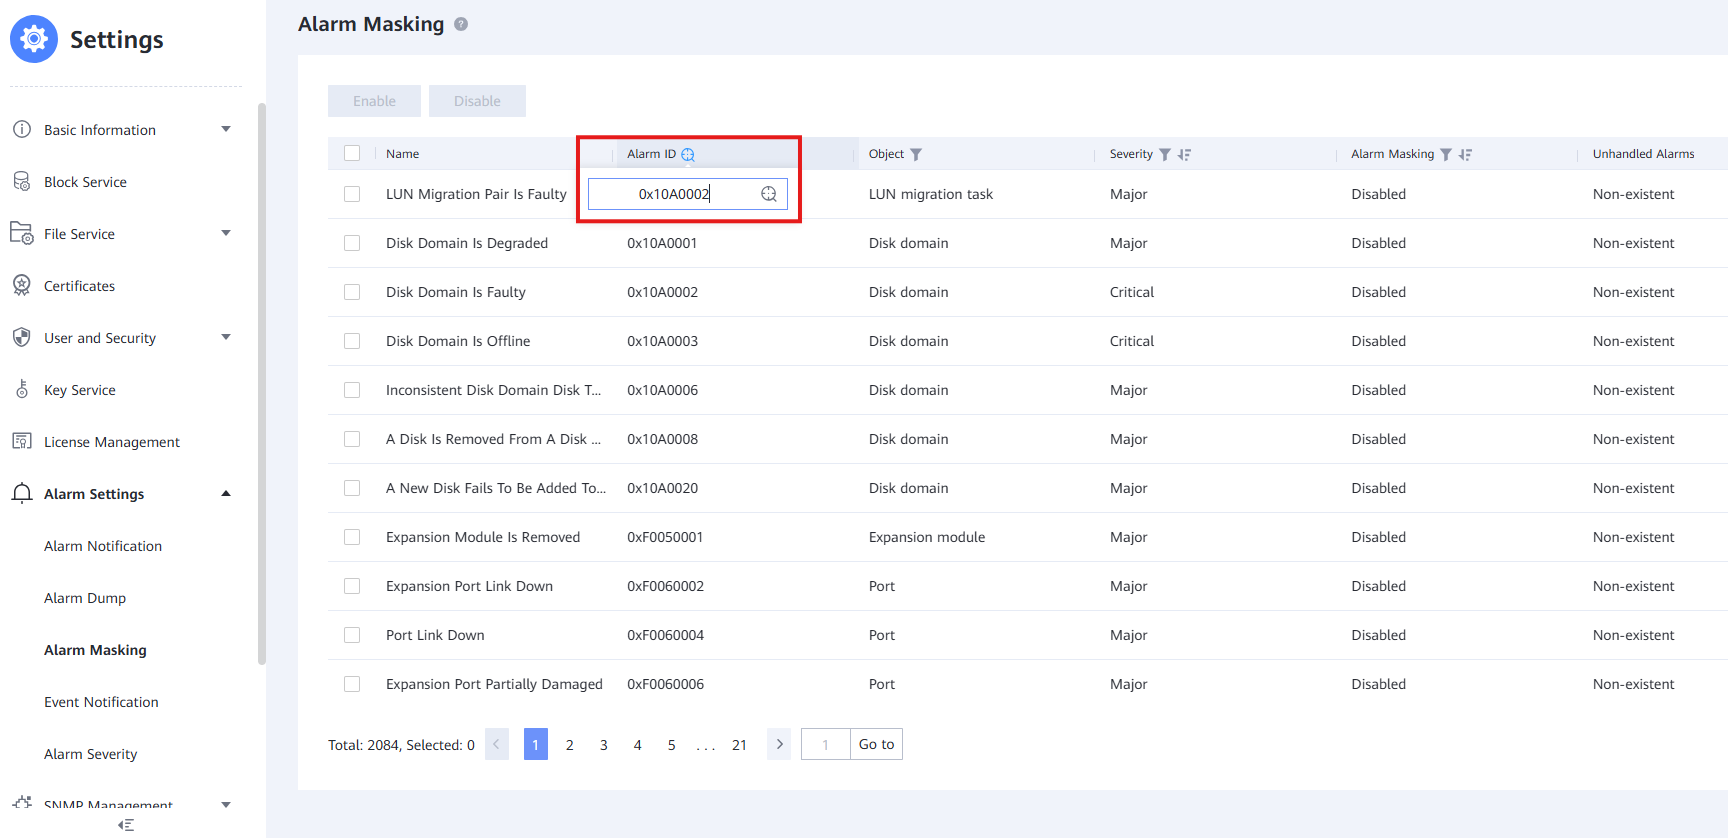 Settings
Basic Information
Block Service
File Service
Certificates
User and Security
Key Service
License Management
Alarm Settings
Alarm Notification
Alarm Dump
Alarm Masking
Event Notification
Alarm Severity
SNMP Management
Alarm Masking ?
Enable Disable
Name Alarm ID Object Severity Alarm Masking Unhandled Alarms
LUN Migration Pair Is Faulty 0x10A0002 LUN migration task Major Disabled Non-existent
Disk Domain Is Degraded 0x10A0001 Disk domain Major Disabled Non-existent
Disk Domain Is Faulty 0x10A0002 Disk domain Critical Disabled Non-existent
Disk Domain Is Offline 0x10A0003 Disk domain Critical Disabled Non-existent
Inconsistent Disk Domain Disk T... 0x10A0006 Disk domain Major Disabled Non-existent
A Disk Is Removed From A Disk ... 0x10A0008 Disk domain Major Disabled Non-existent
A New Disk Fails To Be Added To... 0x10A0020 Disk domain Major Disabled Non-existent
Expansion Module Is Removed 0xF0050001 Expansion module Major Disabled Non-existent
Expansion Port Link Down 0xF0060002 Port Major Disabled Non-existent
Port Link Down 0xF0060004 Port Major Disabled Non-existent
Expansion Port Partially Damaged 0xF0060006 Port Major Disabled Non-existent
Total: 2084, Selected: 0 < 1 2 3 4 5 ... 21 > 1 Go to